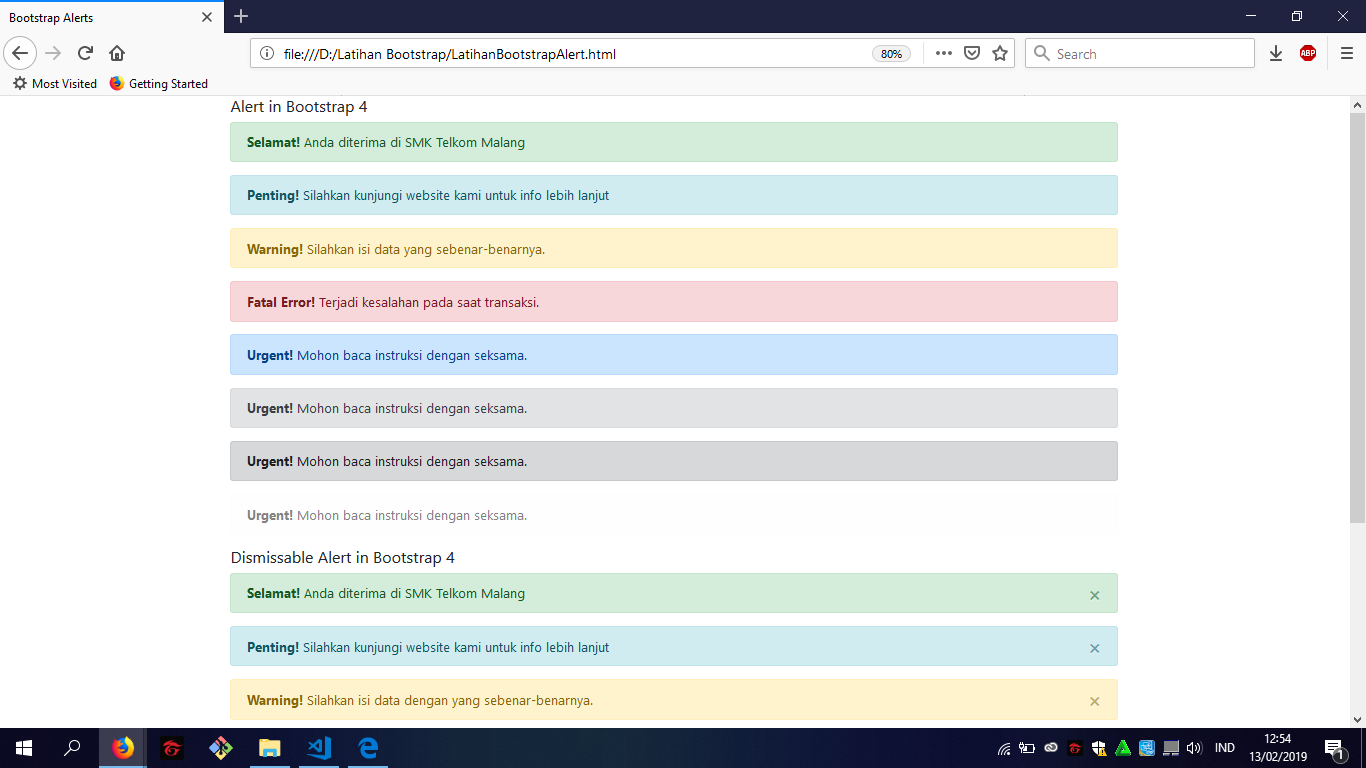 Bootstrap Alerts
file:///D:/Latihan Bootstrap/LatihanBootstrapAlert.html
80%
Search
ABP
Most Visited
Getting Started
Alert in Bootstrap 4
Selamat! Anda diterima di SMK Telkom Malang
Penting! Silahkan kunjungi website kami untuk info lebih lanjut
Warning! Silahkan isi data yang sebenar-benarnya.
Fatal Error! Terjadi kesalahan pada saat transaksi.
Urgent! Mohon baca instruksi dengan seksama.
Urgent! Mohon baca instruksi dengan seksama.
Urgent! Mohon baca instruksi dengan seksama.
Urgent! Mohon baca instruksi dengan seksama.
Dismissable Alert in Bootstrap 4
Selamat! Anda diterima di SMK Telkom Malang ×
Penting! Silahkan kunjungi website kami untuk info lebih lanjut ×
Warning! Silahkan isi data dengan yang sebenar-benarnya. ×
IND
12:54
13/02/2019
1